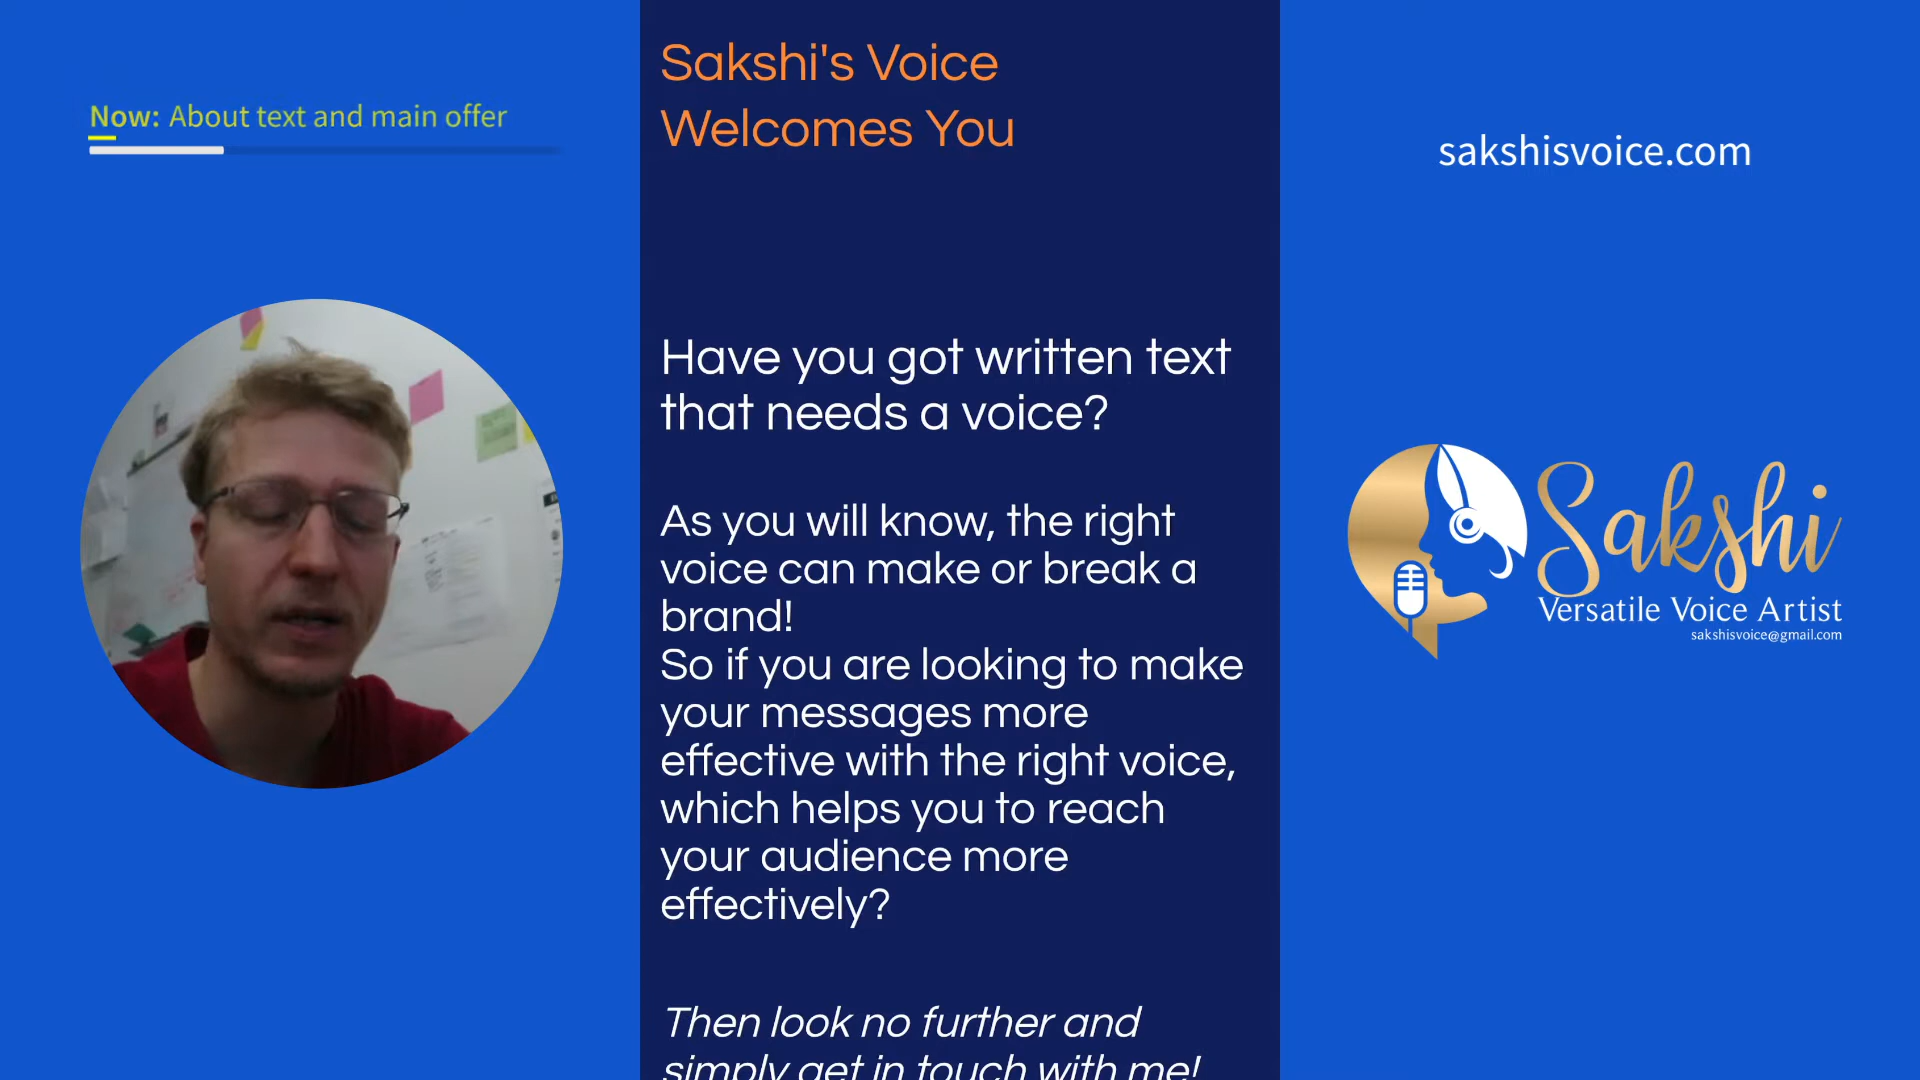 Now: About text and main offer
Sakshi's Voice
Welcomes You
Have you got written text
that needs a voice?
As you will know, the right
voice can make or break a
brand!
So if you are looking to make
your messages more
effective with the right voice,
which helps you to reach
your audience more
effectively?
Then look no further and
simply get in touch with me!
sakshisvoice.com
Sakshi
Versatile Voice Artist
sakshisvoice@gmail.com